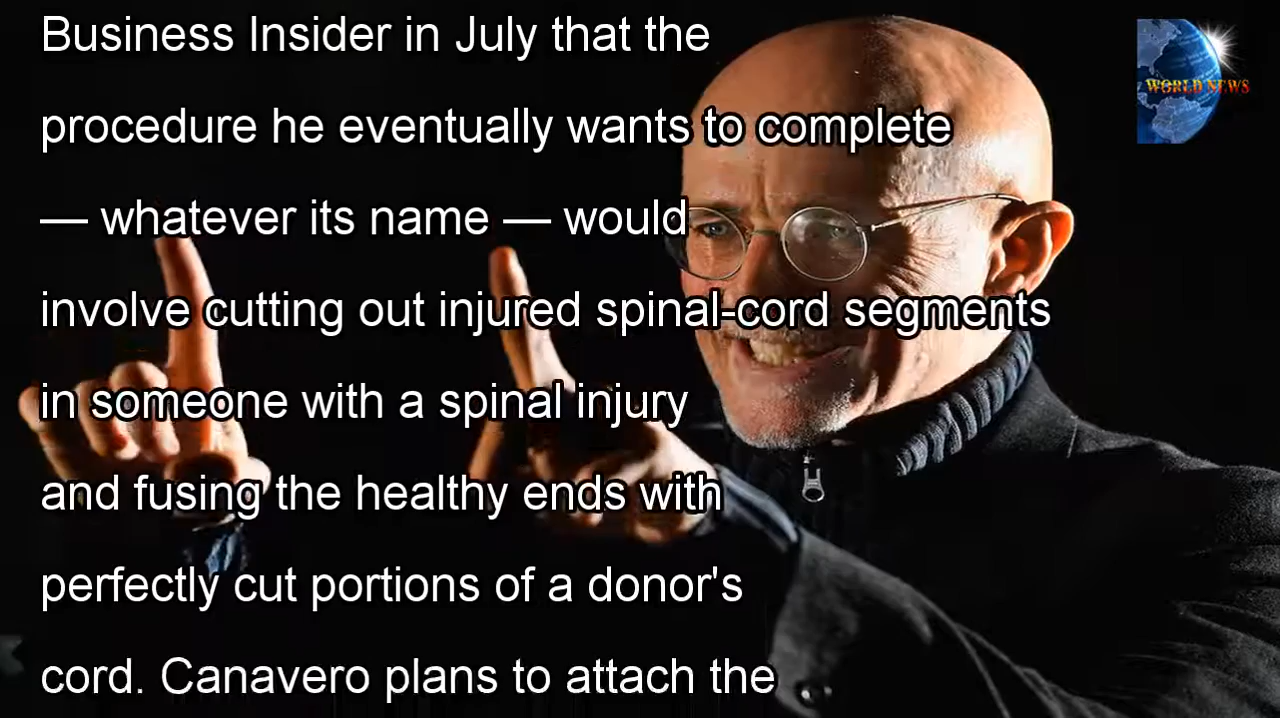 Business Insider in July that the
WORLD NEWS
procedure he eventually wants to complete
— whatever its name — would
involve cutting out injured spinal-cord segments
in someone with a spinal injury
and fusing the healthy ends with
perfectly cut portions of a donor's
cord. Canavero plans to attach the